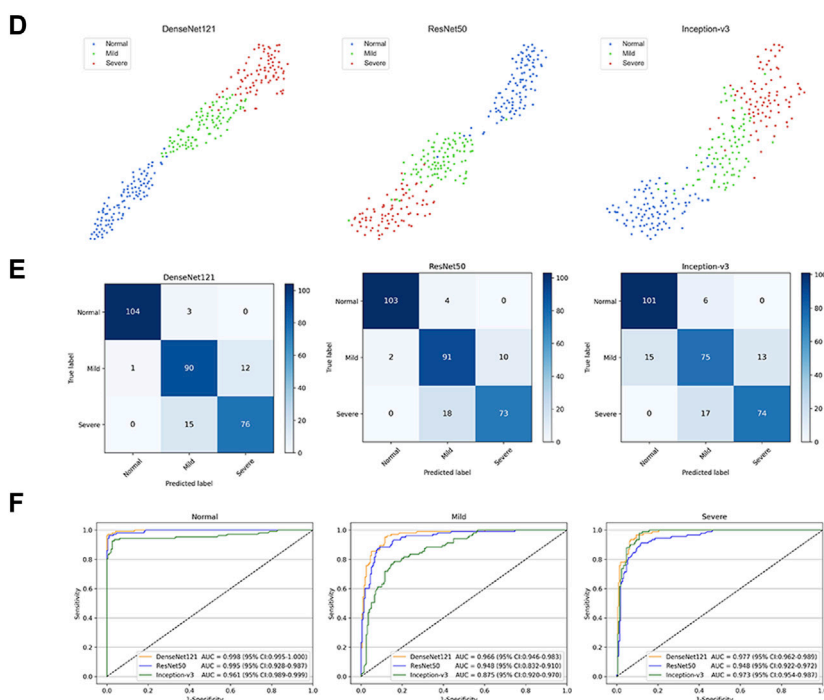 D
DenseNet121
Normal
Mild
Severe
ResNet50
Normal
Mild
Severe
Inception-v3
Normal
Mild
Severe
E
DenseNet121
Normal 104 3 0
Mild 1 90 12
Severe 0 15 76
Normal Mild Severe
True label
Predicted label
100
80
60
40
20
0
ResNet50
Normal 103 4 0
Mild 2 91 10
Severe 0 18 73
Normal Mild Severe
True label
Predicted label
100
80
60
40
20
0
Inception-v3
Normal 101 6 0
Mild 15 75 13
Severe 0 17 74
Normal Mild Severe
True label
Predicted label
100
80
60
40
20
0
F
Normal
Sensitivity
1.0
0.8
0.6
0.4
0.2
0.0
DenseNet121 AUC = 0.998 (95% CI:0.995-1.000)
ResNet50 AUC = 0.995 (95% CI:0.928-0.987)
Inception-v3 AUC = 0.961 (95% CI:0.989-0.999)
0.0 0.2 0.4 0.6 0.8 1.0
1-Specificity
Mild
Sensitivity
1.0
0.8
0.6
0.4
0.2
0.0
DenseNet121 AUC = 0.966 (95% CI:0.946-0.983)
ResNet50 AUC = 0.948 (95% CI:0.832-0.910)
Inception-v3 AUC = 0.875 (95% CI:0.920-0.970)
0.0 0.2 0.4 0.6 0.8 1.0
1-Specificity
Severe
Sensitivity
1.0
0.8
0.6
0.4
0.2
0.0
DenseNet121 AUC = 0.977 (95% CI:0.962-0.989)
ResNet50 AUC = 0.948 (95% CI:0.922-0.972)
Inception-v3 AUC = 0.973 (95% CI:0.954-0.987)
0.0 0.2 0.4 0.6 0.8 1.0
1-Specificity